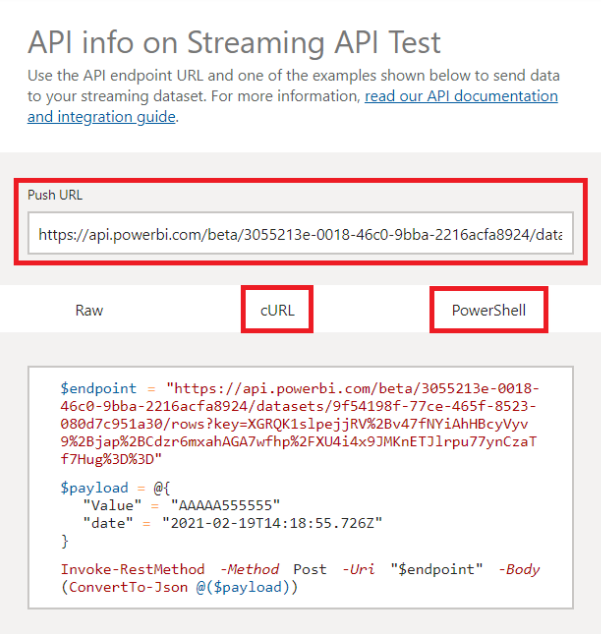 API info on Streaming API Test
Use the API endpoint URL and one of the examples shown below to send data
to your streaming dataset. For more information, read our API documentation
and integration guide.
Push URL
https://api.powerbi.com/beta/3055213e-0018-46c0-9bba-2216acfa8924/data
Raw cURL PowerShell
$endpoint = "https://api.powerbi.com/beta/3055213e-0018-
46c0-9bba-2216acfa8924/datasets/9f54198f-77ce-465f-8523-
080d7c951a30/rows?key=XGRQK1slpejjRV%2Bv47fNYiAhHBcyVyv
9%2Bjap%2BCdzr6mxahAGA7wfhp%2FXU4i4x9JMKnETJlrpu77ynCzaT
f7Hug%3D%3D"
$payload = @{
"Value" = "AAAAA555555"
"date" = "2021-02-19T14:18:55.726Z"
}
Invoke-RestMethod -Method Post -Uri "$endpoint" -Body
(ConvertTo-Json @($payload))